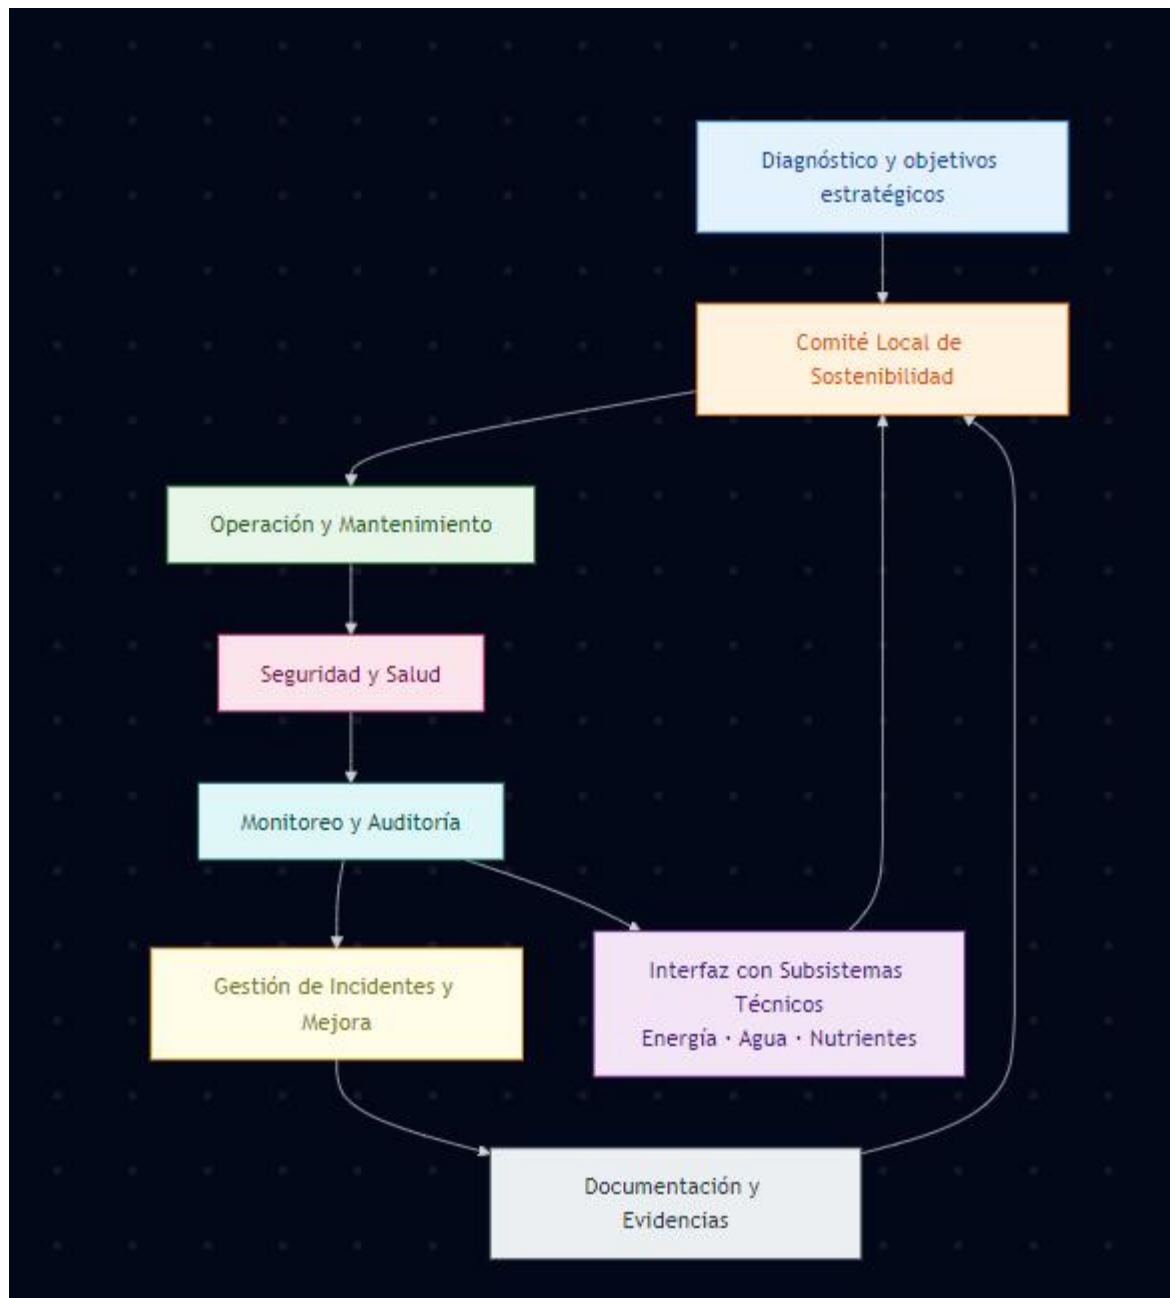 Diagnóstico y objetivos
estratégicos
Comité Local de
Sostenibilidad
Operación y Mantenimiento
Seguridad y Salud
Monitoreo y Auditoría
Gestión de Incidentes y
Mejora
Interfaz con Subsistemas
Técnicos
Energía · Agua · Nutrientes
Documentación y
Evidencias